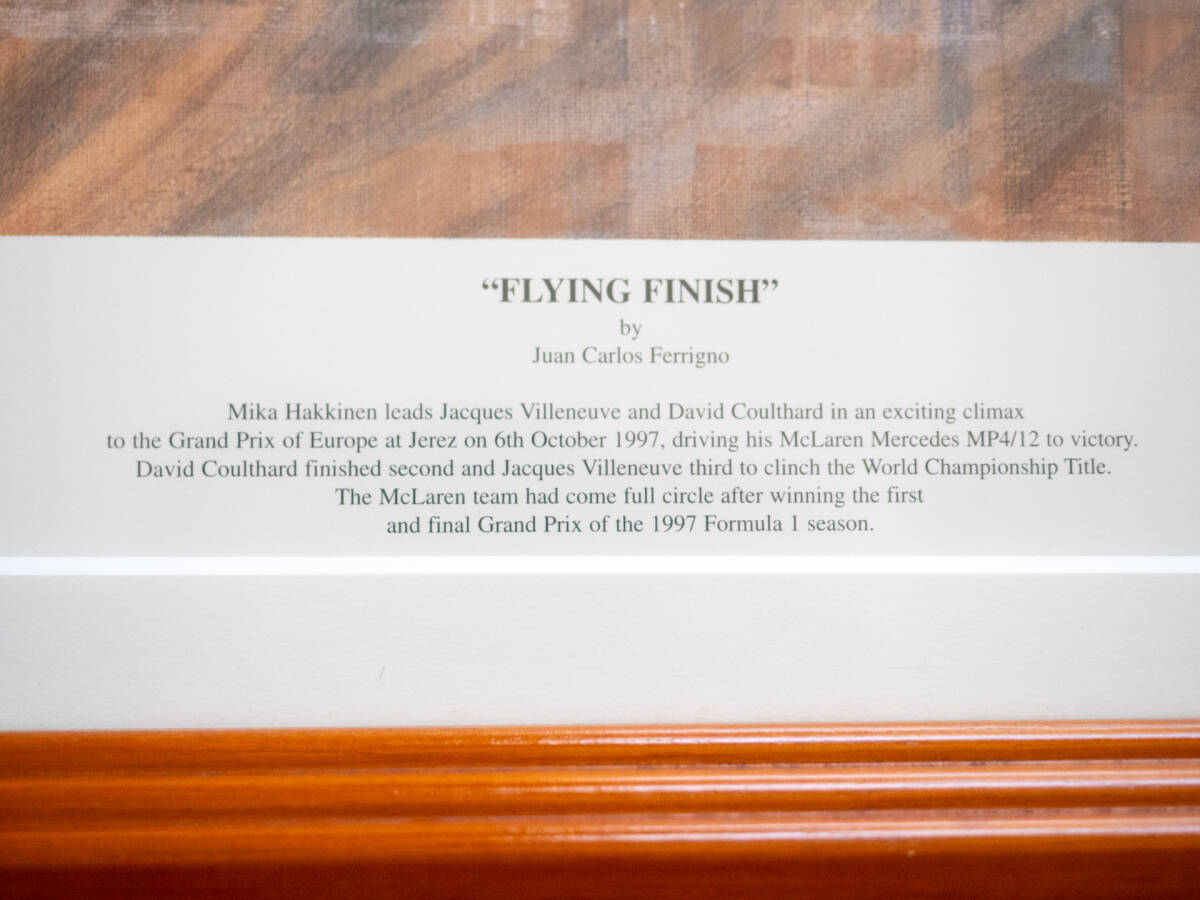 “FLYING FINISH”
by
Juan Carlos Ferrigno
Mika Hakkinen leads Jacques Villeneuve and David Coulthard in an exciting climax
to the Grand Prix of Europe at Jerez on 6th October 1997, driving his McLaren Mercedes MP4/12 to victory.
David Coulthard finished second and Jacques Villeneuve third to clinch the World Championship Title.
The McLaren team had come full circle after winning the first
and final Grand Prix of the 1997 Formula 1 season.